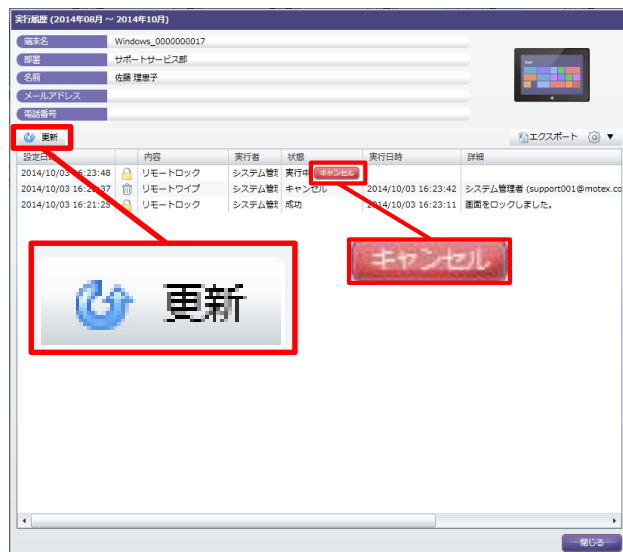 実行履歴 (2014年08月 ～ 2014年10月)
端末名 Windows_0000000017
部署 サポートサービス部
名前 佐藤 理恵子
メールアドレス
電話番号
更新 エクスポート
設定日 内容 実行者 状態 実行日時 詳細
2014/10/03 16:23:48 リモートロック システム管 実行中 キャンセル
2014/10/03 16:22:37 リモートワイプ システム管 キャンセル 2014/10/03 16:23:42 システム管理者 (support001@motex.co
2014/10/03 16:21:25 リモートロック システム管 成功 2014/10/03 16:23:11 画面をロックしました。
更新
キャンセル
閉じる